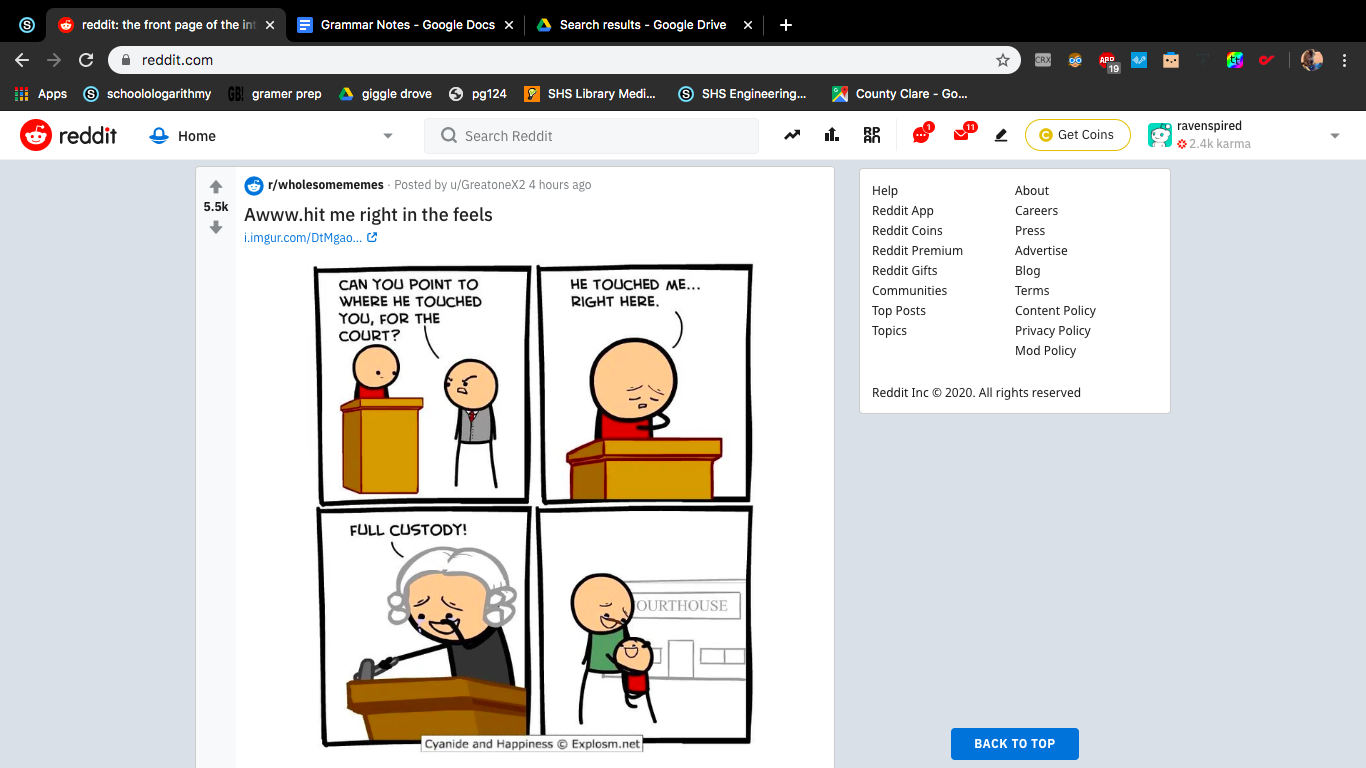 reddit: the front page of the int
Grammar Notes - Google Docs
Search results - Google Drive
reddit.com
CRX
ABP
19
Apps
schoolologarithmy
GB!
gramer prep
giggle drove
pg124
SHS Library Medi...
SHS Engineering...
County Clare - Go...
reddit
Home
Search Reddit
RP
AN
1
11
Get Coins
ravenspired
2.4k karma
5.5k
r/wholesomememes · Posted by u/GreatoneX2 4 hours ago
Awww.hit me right in the feels
i.imgur.com/DtMgao...
CAN YOU POINT TO
WHERE HE TOUCHED
YOU, FOR THE
COURT?
HE TOUCHED ME...
RIGHT HERE.
FULL CUSTODY!
OURTHOUSE
Cyanide and Happiness © Explosm.net
Help
Reddit App
Reddit Coins
Reddit Premium
Reddit Gifts
Communities
Top Posts
Topics
About
Careers
Press
Advertise
Blog
Terms
Content Policy
Privacy Policy
Mod Policy
Reddit Inc © 2020. All rights reserved
BACK TO TOP